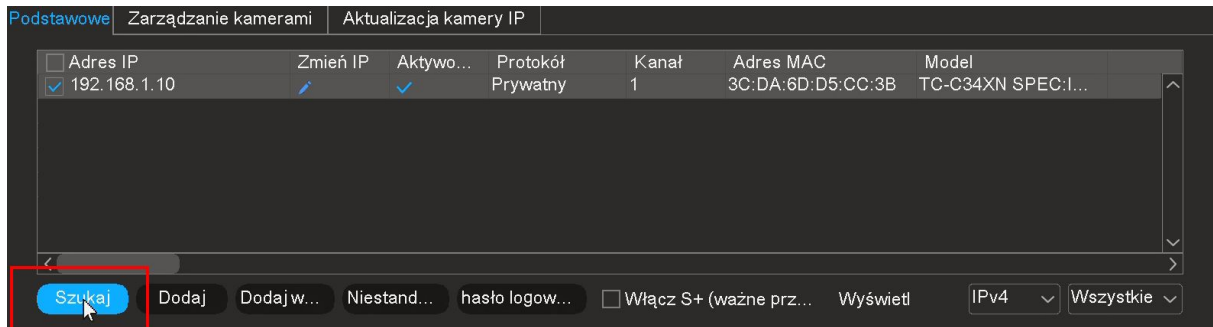 Podstawowe Zarządzanie kamerami Aktualizacja kamery IP
Adres IP Zmień IP Aktywo... Protokół Kanał Adres MAC Model
192.168.1.10 Prywatny 1 3C:DA:6D:D5:CC:3B TC-C34XN SPEC:I...
Szukaj Dodaj Dodaj w... Niestand... hasło logow... Włącz S+ (ważne prz... Wyświetl IPv4 Wszystkie